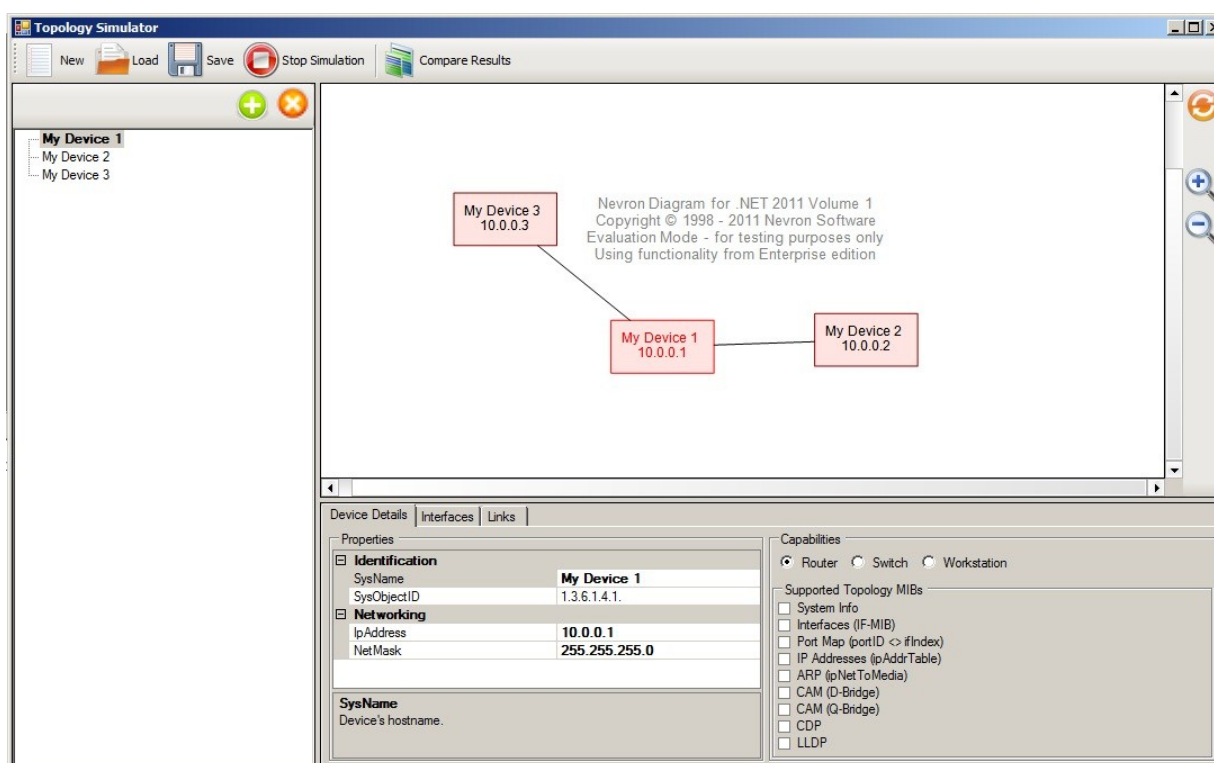 Topology Simulator
New Load Save Stop Simulation Compare Results
My Device 1
My Device 2
My Device 3
My Device 3
10.0.0.3
Nevron Diagram for .NET 2011 Volume 1
Copyright © 1998 - 2011 Nevron Software
Evaluation Mode - for testing purposes only
Using functionality from Enterprise edition
My Device 1
10.0.0.1
My Device 2
10.0.0.2
Device Details Interfaces Links
Properties
Identification
SysName My Device 1
SysObjectID 1.3.6.1.4.1.
Networking
IpAddress 10.0.0.1
NetMask 255.255.255.0
SysName
Device's hostname.
Capabilities
Router Switch Workstation
Supported Topology MIBs
System Info
Interfaces (IF-MIB)
Port Map (portID <> ifIndex)
IP Addresses (ipAddrTable)
ARP (ipNetToMedia)
CAM (D-Bridge)
CAM (Q-Bridge)
CDP
LLDP